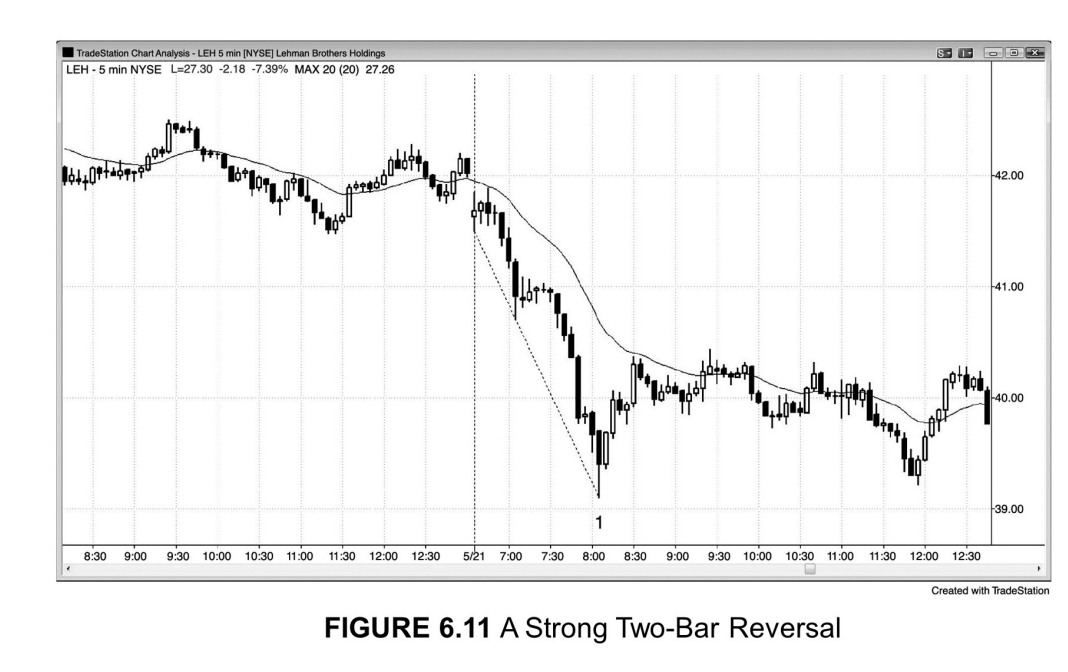 TradeStation Chart Analysis - LEH 5 min [NYSE] Lehman Brothers Holdings
S I
LEH - 5 min NYSE L=27.30 -2.18 -7.39% MAX 20 (20) 27.26
42.00
41.00
40.00
39.00
1
8:30 9:00 9:30 10:00 10:30 11:00 11:30 12:00 12:30 5/21 7:00 7:30 8:00 8:30 9:00 9:30 10:00 10:30 11:00 11:30 12:00 12:30
Created with TradeStation
FIGURE 6.11 A Strong Two-Bar Reversal